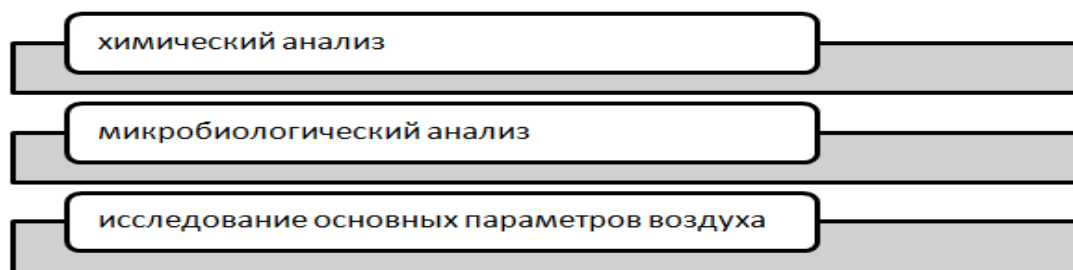 химический анализ
микробиологический анализ
исследование основных параметров воздуха